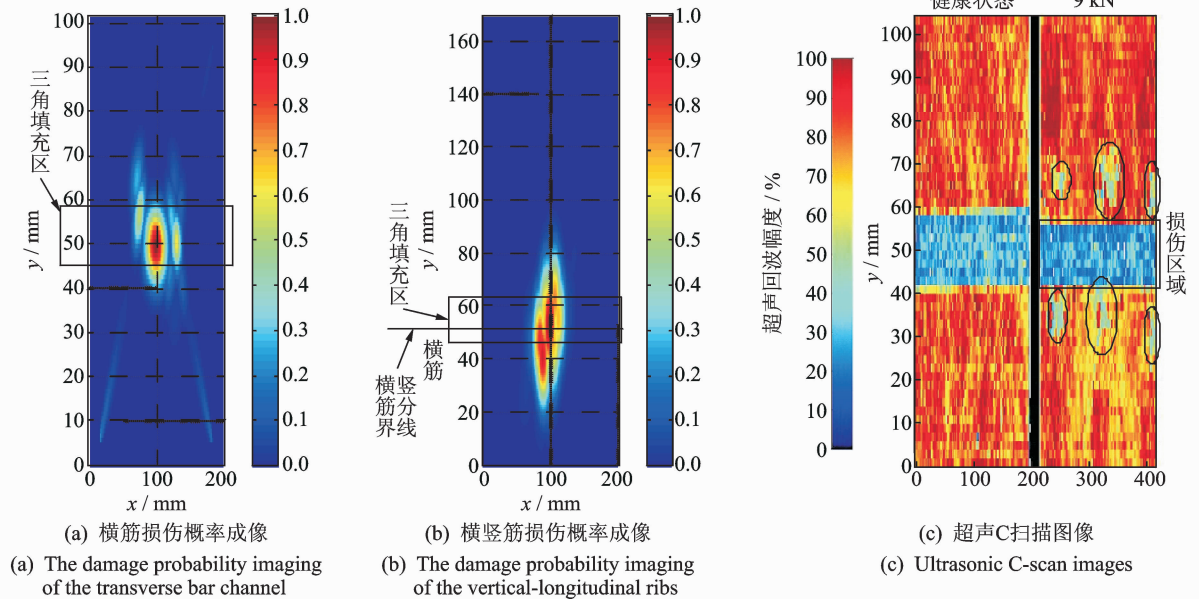 健康状态 9 kN
100
90
80
70
60
50
40
30
20
10
0
y / mm
三角填充区
0 100 200
x / mm
1.0
0.9
0.8
0.7
0.6
0.5
0.4
0.3
0.2
0.1
0.0
160
140
120
100
80
60
40
20
0
y / mm
三角填充区
横筋
横竖筋分界线
0 100 200
x / mm
1.0
0.9
0.8
0.7
0.6
0.5
0.4
0.3
0.2
0.1
0.0
100
90
80
70
60
50
40
30
20
10
0
超声回波幅度 / %
100
90
80
70
60
50
40
30
20
10
0
y / mm
损伤区域
0 100 200 300 400
(a) 横筋损伤概率成像
(b) 横竖筋损伤概率成像
(c) 超声C扫描图像
(a) The damage probability imaging
of the transverse bar channel
(b) The damage probability imaging
of the vertical-longitudinal ribs
(c) Ultrasonic C-scan images